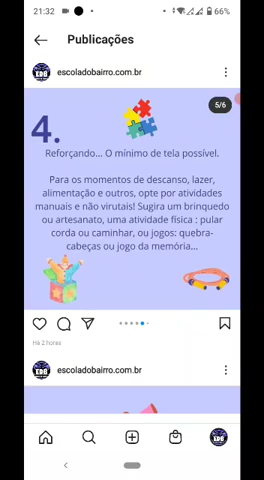 21:32
66%
Publicações
escoladobairro.com.br
5/6
4.
Reforçando... O mínimo de tela possível.
Para os momentos de descanso, lazer,
alimentação e outros, opte por atividades
manuais e não virutais! Sugira um brinquedo
ou artesanato, uma atividade física : pular
corda ou caminhar, ou jogos: quebra-
cabeças ou jogo da memória...
Há 2 horas
EDB
escoladobairro.com.br